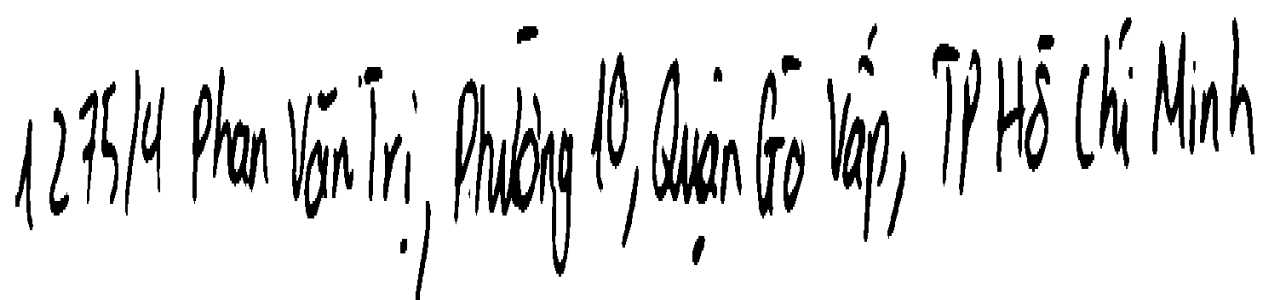 1275/4 Phan Văn Trị, Phường 10, Quận Gò Vấp, TP Hồ Chí Minh